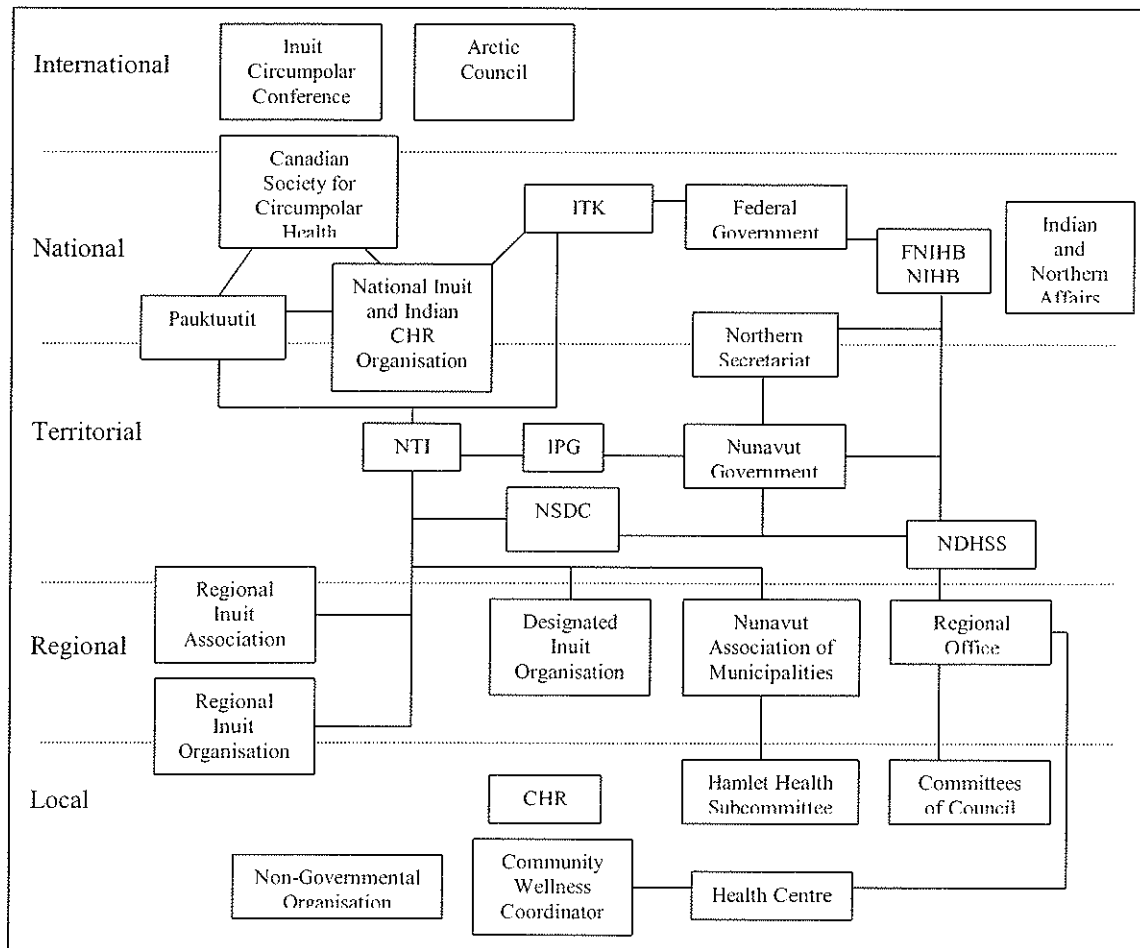 International
Inuit
Circumpolar
Conference
Arctic
Council
National
Canadian
Society for
Circumpolar
Health
ITK
Federal
Government
Indian
and
Northern
Affairs
FNIHB
NIHB
Pauktuutit
National Inuit
and Indian
CHR
Organisation
Northern
Secretariat
Territorial
NTI
IPG
Nunavut
Government
NSDC
NDHSS
Regional
Regional
Inuit
Association
Designated
Inuit
Organisation
Nunavut
Association of
Municipalities
Regional
Office
Regional
Inuit
Organisation
Local
CHR
Hamlet Health
Subcommittee
Committees
of Council
Non-Governmental
Organisation
Community
Wellness
Coordinator
Health Centre